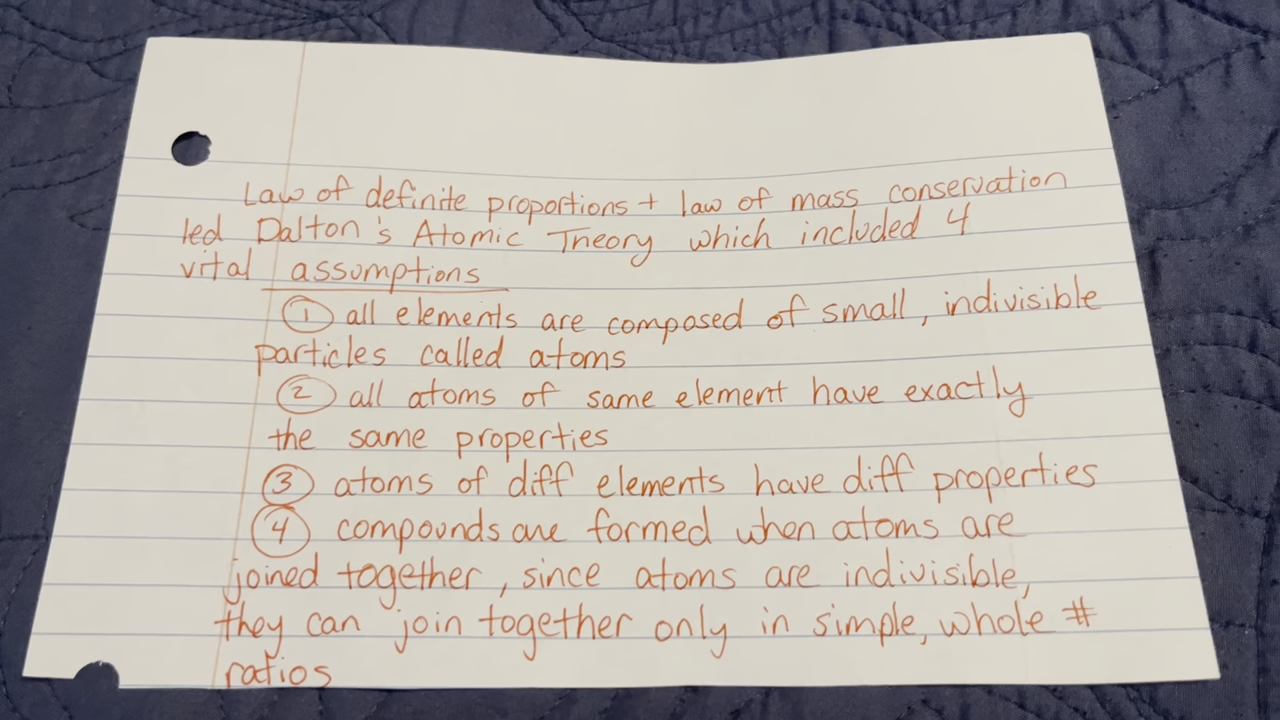 Law of definite proportions + law of mass conservation
led Dalton's Atomic Theory which included 4
vital assumptions
① all elements are composed of small, indivisible
particles called atoms
② all atoms of same element have exactly
the same properties
③ atoms of diff elements have diff properties
④ compounds are formed when atoms are
joined together, since atoms are indivisible,
they can join together only in simple, whole #
ratios